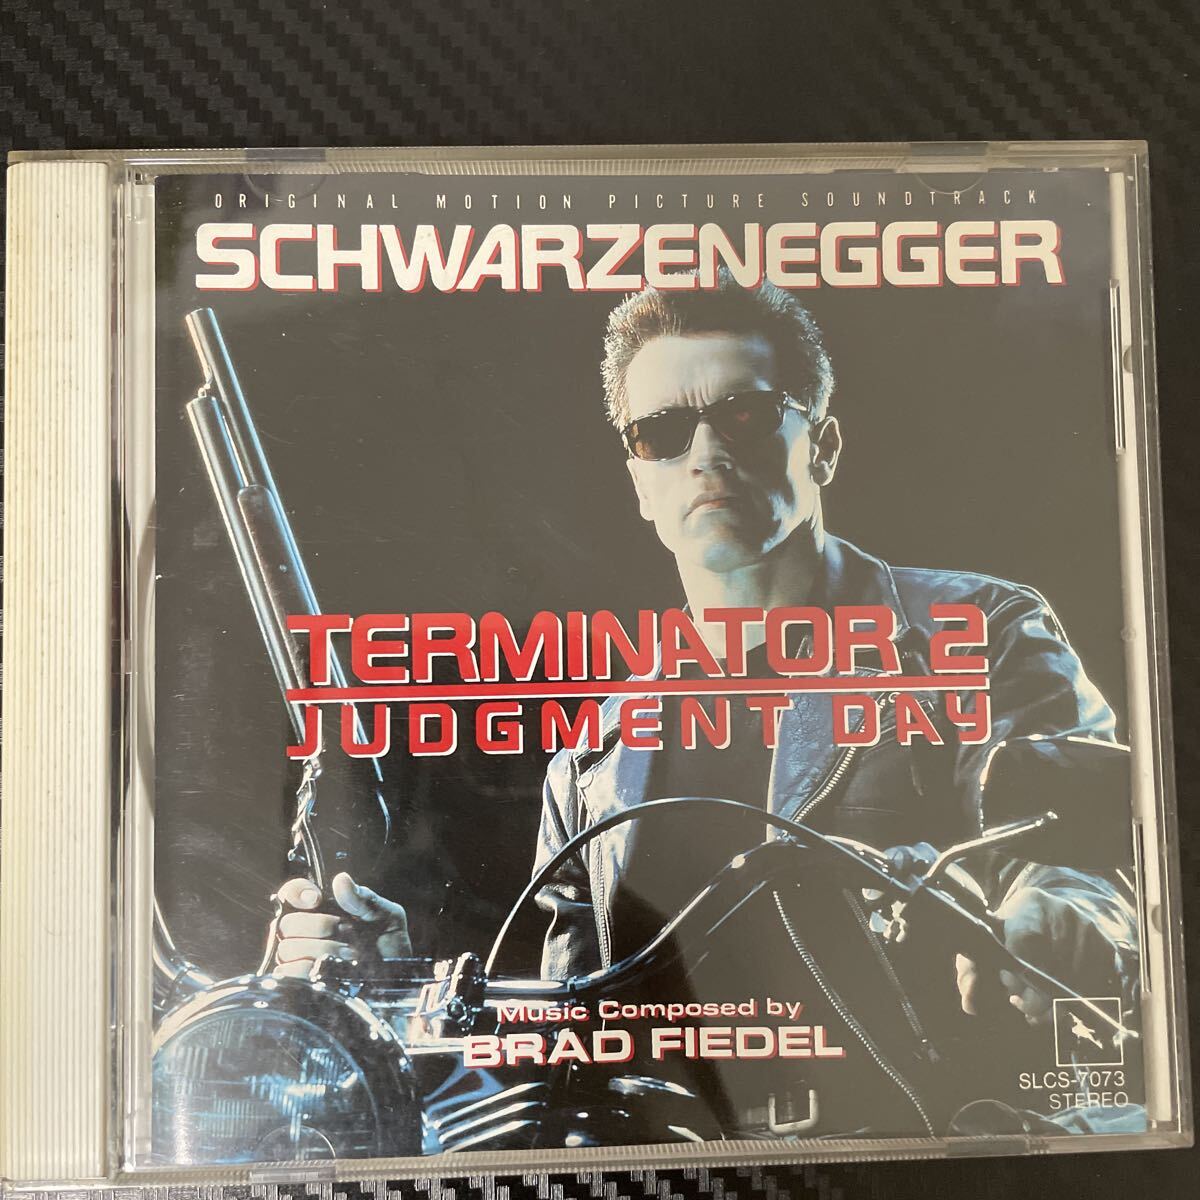 ORIGINAL MOTION PICTURE SOUNDTRACK
SCHWARZENEGGER
TERMINATOR 2
JUDGMENT DAY
Music Composed by
BRAD FIEDEL
SLCS-7073
STEREO